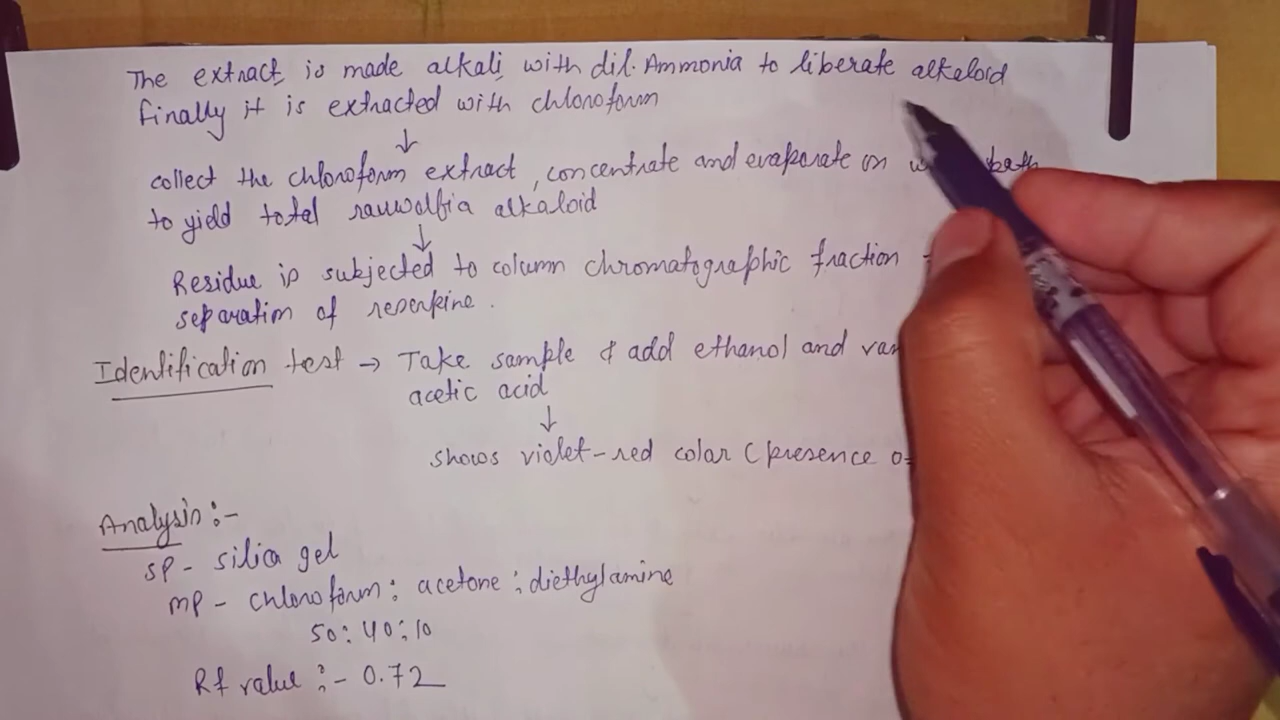 The extract is made alkali with dil. Ammonia to liberate alkaloid
finally it is extracted with chloroform
↓
collect the chloroform extract, concentrate and evaporate on bath
to yield total rauwolfia alkaloid
↓
Residue is subjected to column chromatographic fraction
separation of reserpine.
Identification test → Take sample & add ethanol and
acetic acid
↓
shows violet-red color (presence
Analysis:-
SP- silica gel
MP - chloroform: acetone: diethylamine
50: 40:10
Rf value :- 0.72